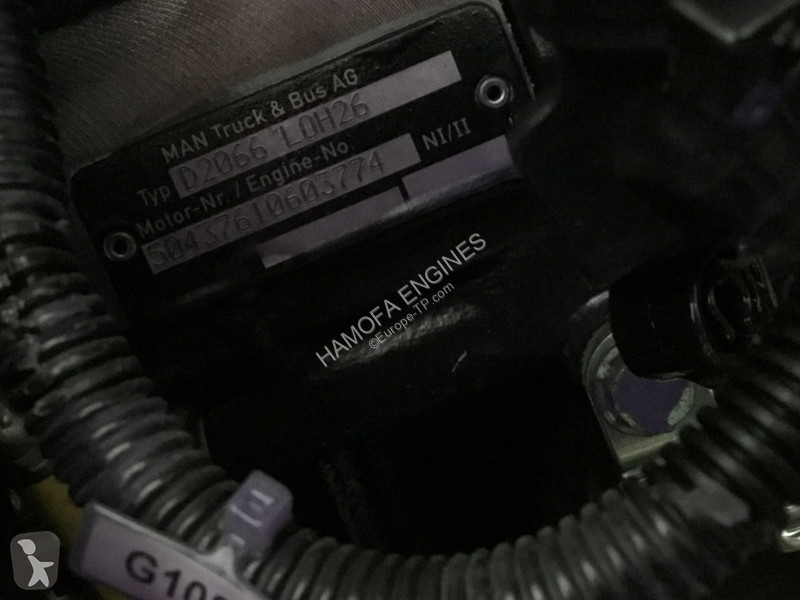 MAN Truck & Bus AG
Typ D2066 LOH26
Motor-Nr. / Engine-No.
50437610603774 NI/II
HAMOFA ENGINES
©Europe-TP.com